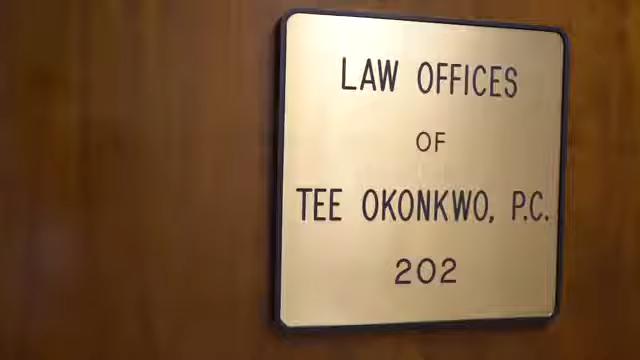 LAW OFFICES
OF
TEE OKONKWO, P.C.
202